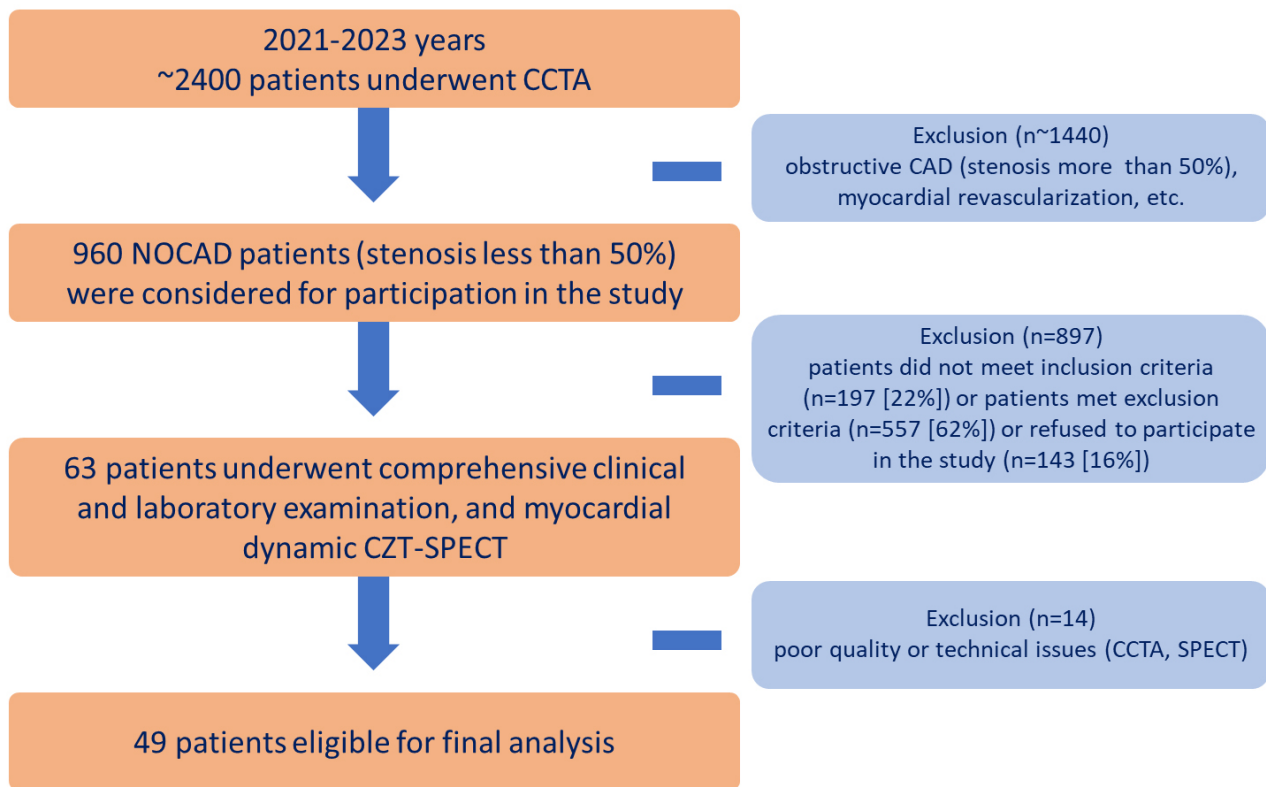 2021-2023 years
~2400 patients underwent CCTA
Exclusion (n~1440)
obstructive CAD (stenosis more than 50%),
myocardial revascularization, etc.
960 NOCAD patients (stenosis less than 50%)
were considered for participation in the study
Exclusion (n=897)
patients did not meet inclusion criteria
(n=197 [22%]) or patients met exclusion
criteria (n=557 [62%]) or refused to participate
in the study (n=143 [16%])
63 patients underwent comprehensive clinical
and laboratory examination, and myocardial
dynamic CZT-SPECT
Exclusion (n=14)
poor quality or technical issues (CCTA, SPECT)
49 patients eligible for final analysis